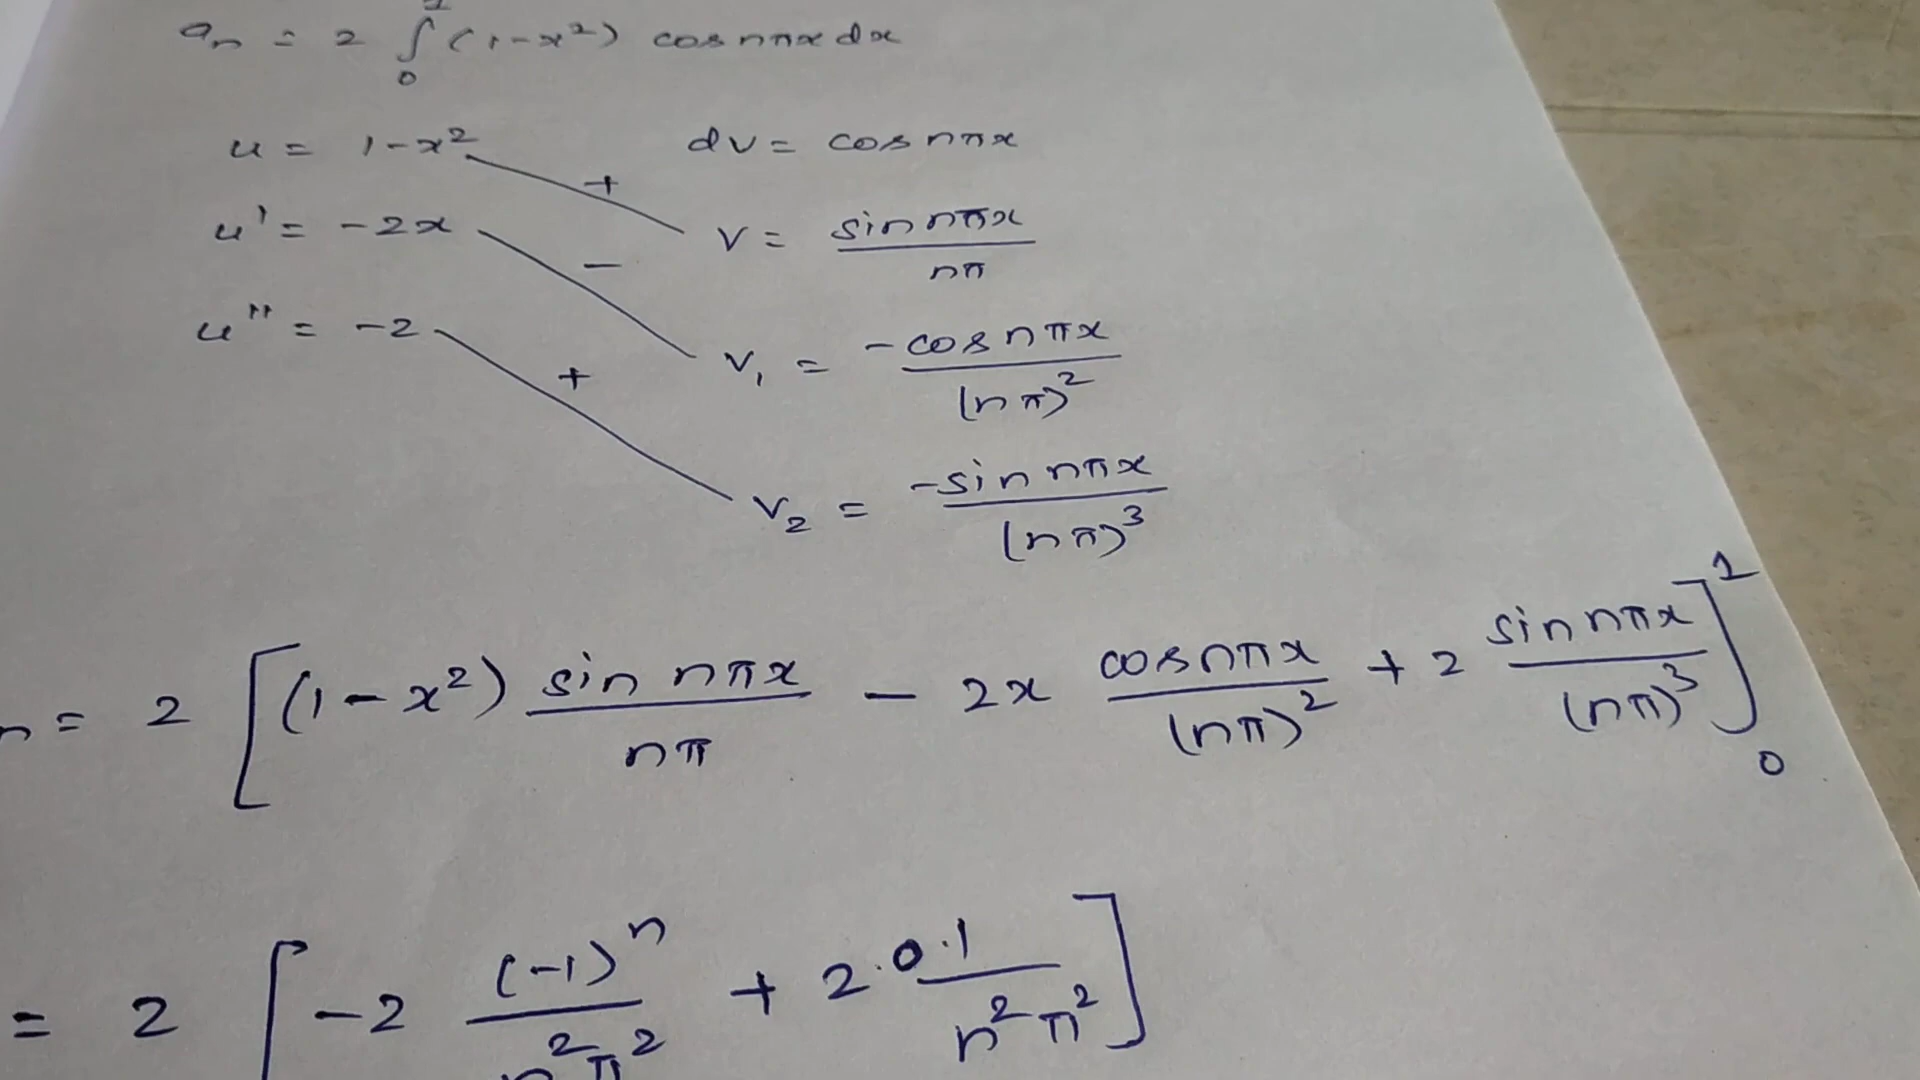 aₙ = 2 ∫₀¹ (1-x²) cos nπx dx
u = 1-x² dv = cos nπx
+
u' = -2x v = sin nπx / nπ
-
u'' = -2 v₁ = -cos nπx / (nπ)²
+
v₂ = -sin nπx / (nπ)³
n = 2 [(1-x²) sin nπx / nπ - 2x cos nπx / (nπ)² + 2 sin nπx / (nπ)³]₀¹
= 2 [-2 (-1)ⁿ / n²π² + 2.0.1 / n²π²]